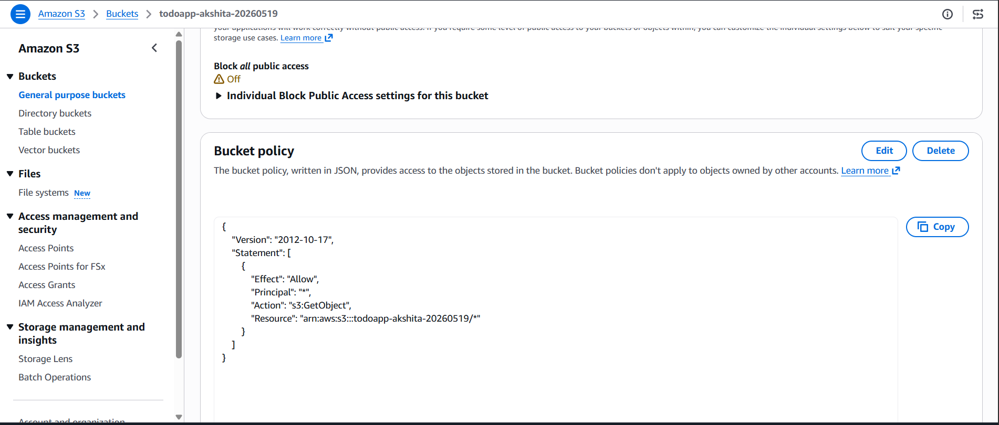 Amazon S3 > Buckets > todoapp-akshita-20260519
your applications will work correctly without public access. If you require some level of public access to your buckets or objects within, you can customize the individual settings below to suit your specific
storage use cases. Learn more
Block all public access
Off
Individual Block Public Access settings for this bucket
Bucket policy
Edit
Delete
The bucket policy, written in JSON, provides access to the objects stored in the bucket. Bucket policies don't apply to objects owned by other accounts. Learn more
{
"Version": "2012-10-17",
"Statement": [
{
"Effect": "Allow",
"Principal": "*",
"Action": "s3:GetObject",
"Resource": "arn:aws:s3:::todoapp-akshita-20260519/*"
}
]
}
Copy
Amazon S3
Buckets
General purpose buckets
Directory buckets
Table buckets
Vector buckets
Files
File systems New
Access management and
security
Access Points
Access Points for FSx
Access Grants
IAM Access Analyzer
Storage management and
insights
Storage Lens
Batch Operations
Account and organization